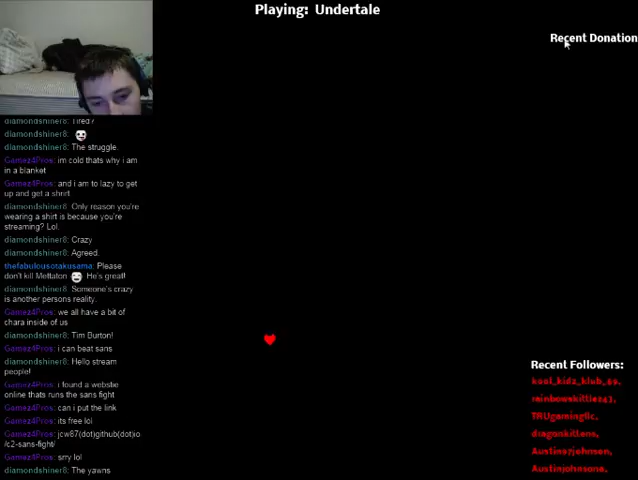 Playing: Undertale
Recent Donation
diamondshiner8: Tired?
diamondshiner8:
diamondshiner8: The struggle.
Gamez4Pros: im cold thats why i am
in a blanket
Gamez4Pros: and i am to lazy to get
up and get a shrirt
diamondshiner8: Only reason you're
wearing a shirt is because you're
streaming? Lol.
diamondshiner8: Crazy
diamondshiner8: Agreed.
thefabulousotakusama: Please
don't kill Mettaton He's great!
diamondshiner8: Someone's crazy
is another persons reality.
Gamez4Pros: we all have a bit of
chara inside of us
diamondshiner8: Tim Burton!
Gamez4Pros: i can beat sans
diamondshiner8: Hello stream
people!
Gamez4Pros: i found a website
online thats runs the sans fight
Gamez4Pros: can i put the link
Gamez4Pros: its free lol
Gamez4Pros: jcw87(dot)github(dot)io
/c2-sans-fight/
Gamez4Pros: srry lol
diamondshiner8: The yawns
Recent Followers:
kool_kidz_klub_69,
rainbowskittle243,
TRUgamingllc,
dragonkittens,
Austinarjohnson,
Austinjohnsona,